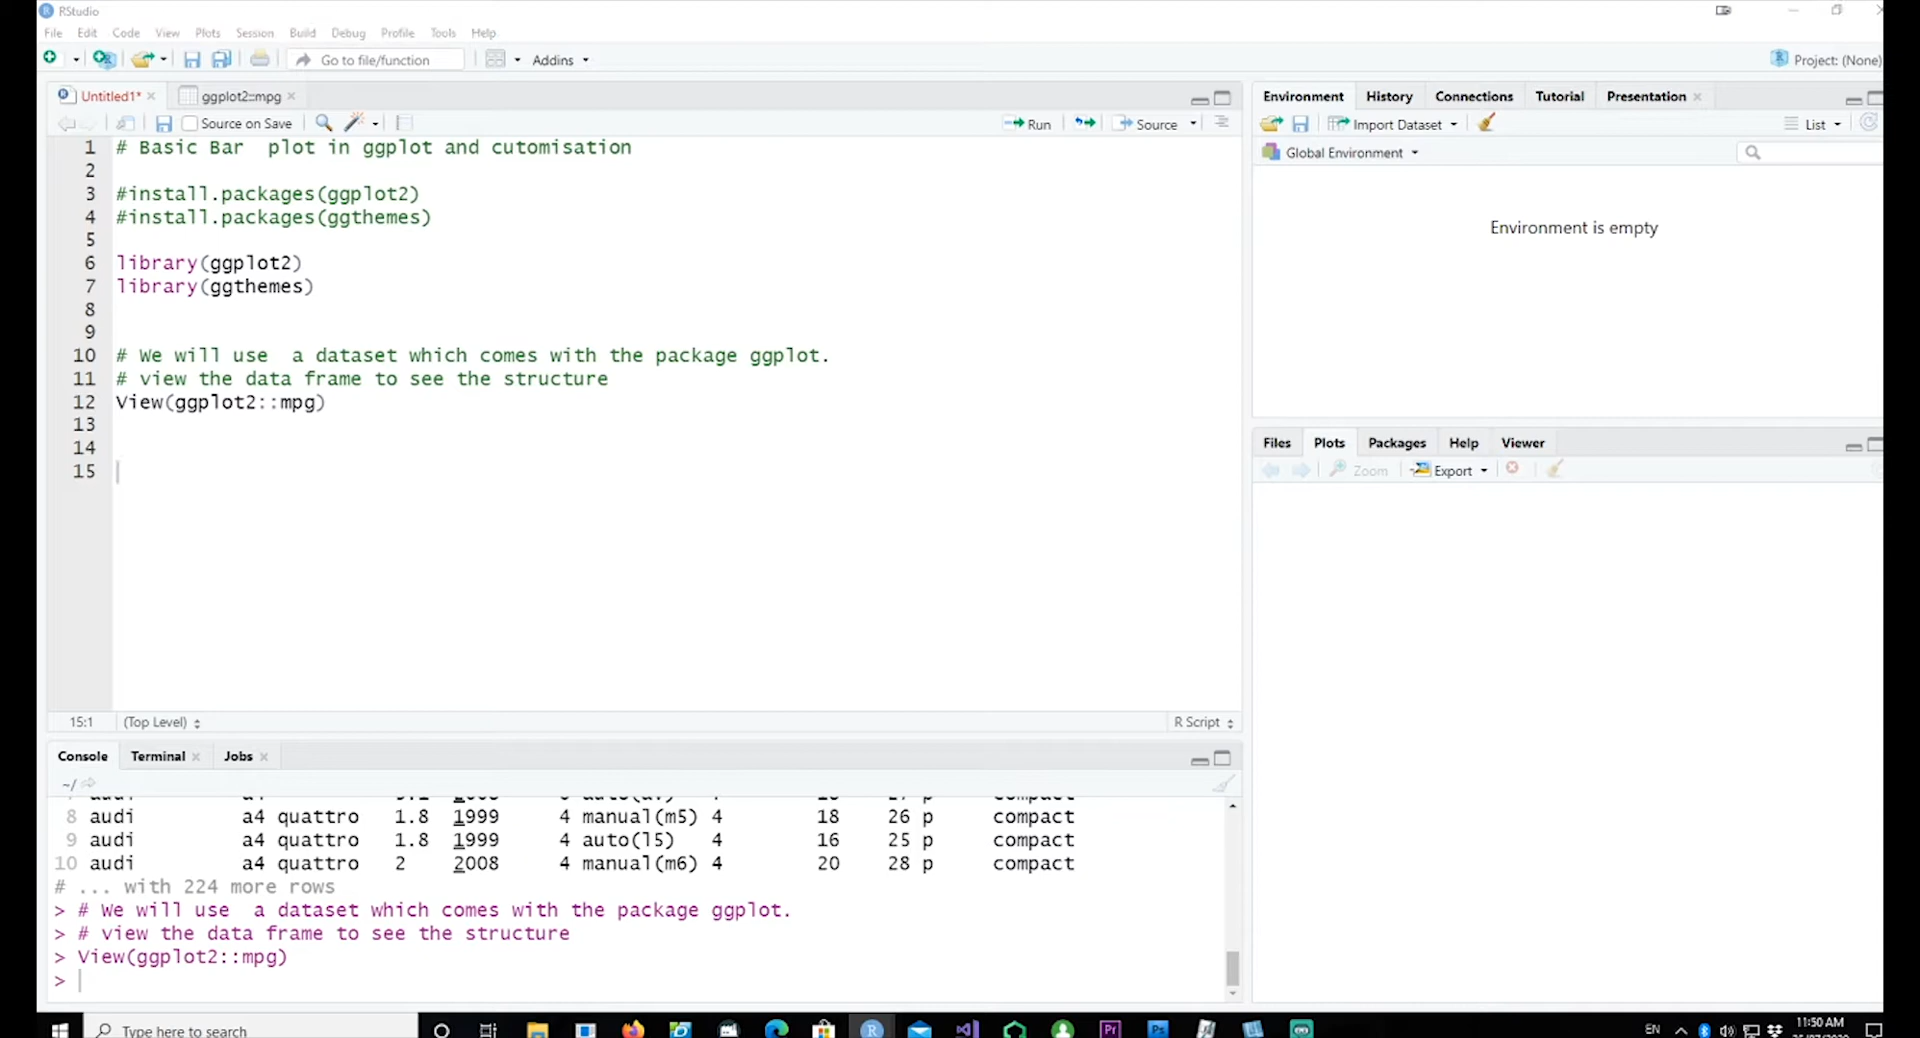 RStudio
File Edit Code View Plots Session Build Debug Profile Tools Help
Go to file/function Addins Project: (None)
Untitled1* ggplot2::mpg
Source on Save Run Source
1 # Basic Bar  plot in ggplot and cutomisation
2
3 #install.packages(ggplot2)
4 #install.packages(ggthemes)
5
6 library(ggplot2)
7 library(ggthemes)
8
9
10 # We will use  a dataset which comes with the package ggplot.
11 # view the data frame to see the structure
12 View(ggplot2::mpg)
13
14
15
15:1 (Top Level) R Script
Console Terminal Jobs
~/
8 audi a4 quattro 1.8 1999 4 manual(m5) 4 18 26 p compact
9 audi a4 quattro 1.8 1999 4 auto(l5) 4 16 25 p compact
10 audi a4 quattro 2 2008 4 manual(m6) 4 20 28 p compact
# ... with 224 more rows
> # We will use  a dataset which comes with the package ggplot.
> # view the data frame to see the structure
> View(ggplot2::mpg)
>
Environment History Connections Tutorial Presentation
Import Dataset List
Global Environment
Environment is empty
Files Plots Packages Help Viewer
Zoom Export
Type here to search
Pr Ps
EN 11:50 AM